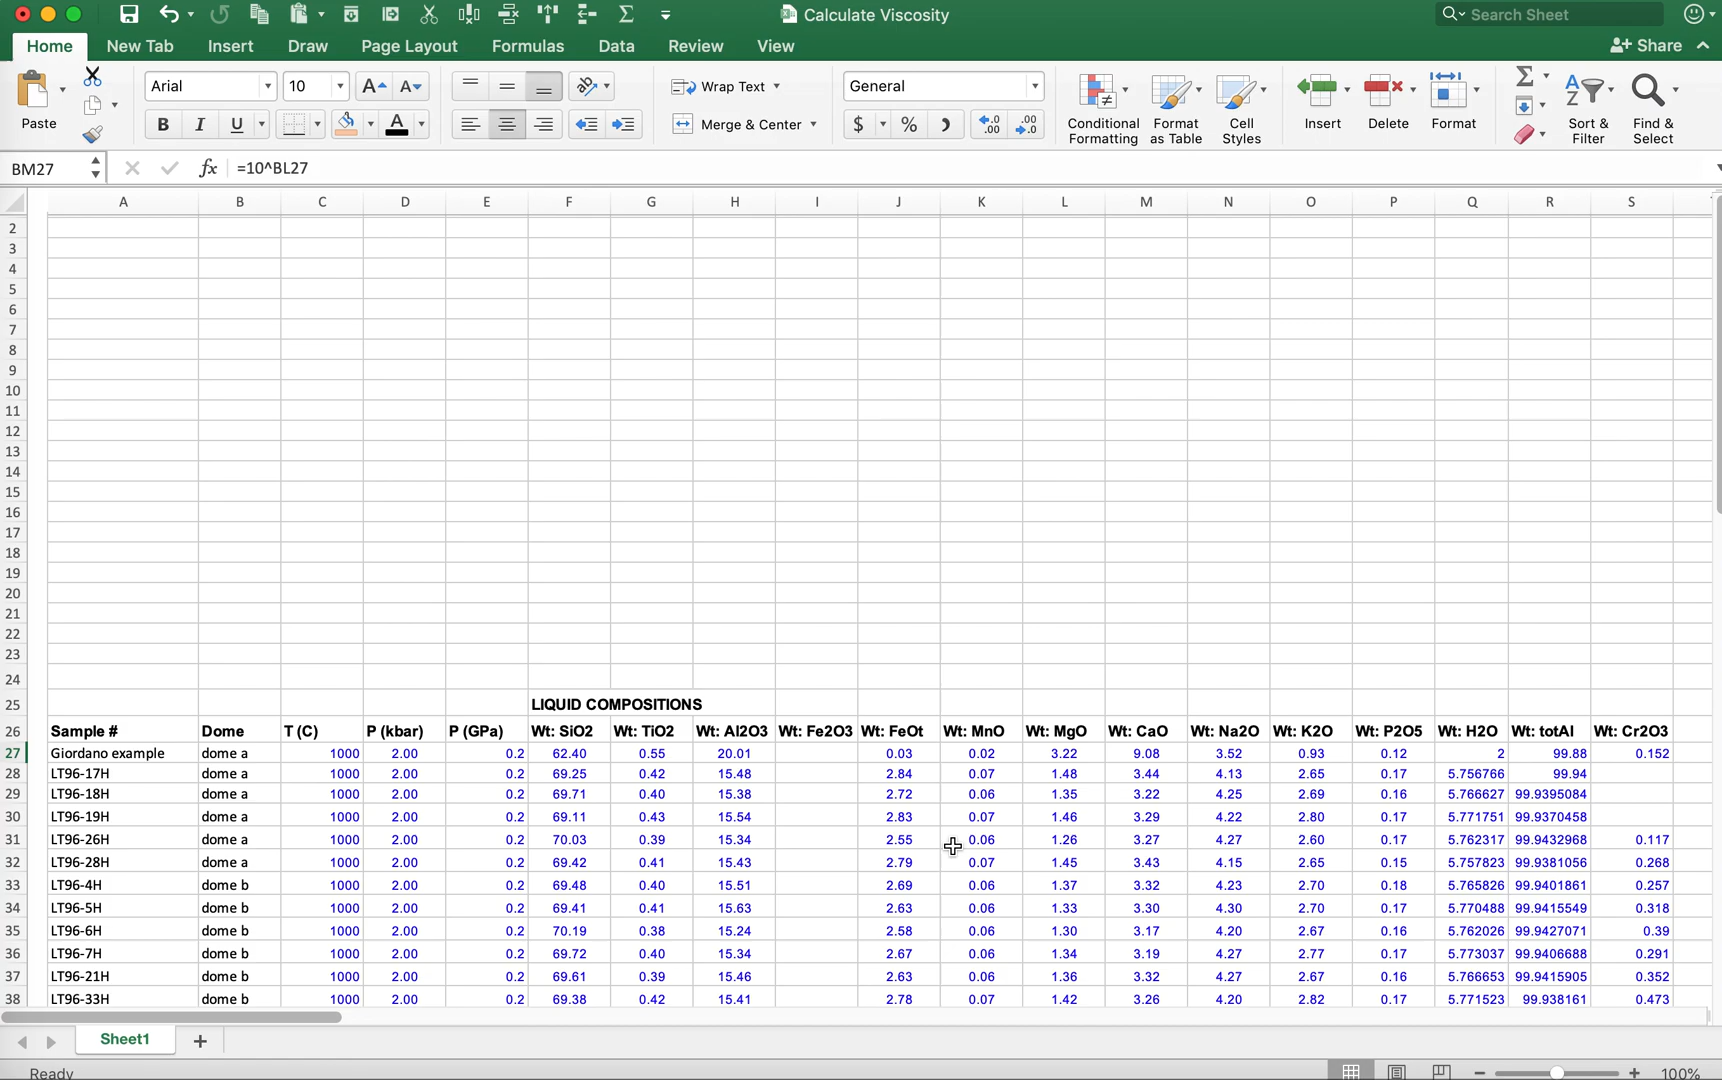 Calculate Viscosity
Search Sheet
Home New Tab Insert Draw Page Layout Formulas Data Review View Share
Arial 10 A A Wrap Text General
Paste B I U A Merge & Center $ % ) .0 .00 .00 .0 Conditional Formatting Format as Table Cell Styles Insert Delete Format Sort & Filter Find & Select
BM27 fx =10^BL27
A B C D E F G H I J K L M N O P Q R S
2
3
4
5
6
7
8
9
10
11
12
13
14
15
16
17
18
19
20
21
22
23
24
25 LIQUID COMPOSITIONS
26 Sample # Dome T (C) P (kbar) P (GPa) Wt: SiO2 Wt: TiO2 Wt: Al2O3 Wt: Fe2O3 Wt: FeOt Wt: MnO Wt: MgO Wt: CaO Wt: Na2O Wt: K2O Wt: P2O5 Wt: H2O Wt: totAl Wt: Cr2O3
27 Giordano example dome a 1000 2.00 0.2 62.40 0.55 20.01 0.03 0.02 3.22 9.08 3.52 0.93 0.12 2 99.88 0.152
28 LT96-17H dome a 1000 2.00 0.2 69.25 0.42 15.48 2.84 0.07 1.48 3.44 4.13 2.65 0.17 5.756766 99.94
29 LT96-18H dome a 1000 2.00 0.2 69.71 0.40 15.38 2.72 0.06 1.35 3.22 4.25 2.69 0.16 5.766627 99.9395084
30 LT96-19H dome a 1000 2.00 0.2 69.11 0.43 15.54 2.83 0.07 1.46 3.29 4.22 2.80 0.17 5.771751 99.9370458
31 LT96-26H dome a 1000 2.00 0.2 70.03 0.39 15.34 2.55 0.06 1.26 3.27 4.27 2.60 0.17 5.762317 99.9432968 0.117
32 LT96-28H dome a 1000 2.00 0.2 69.42 0.41 15.43 2.79 0.07 1.45 3.43 4.15 2.65 0.15 5.757823 99.9381056 0.268
33 LT96-4H dome b 1000 2.00 0.2 69.48 0.40 15.51 2.69 0.06 1.37 3.32 4.23 2.70 0.18 5.765826 99.9401861 0.257
34 LT96-5H dome b 1000 2.00 0.2 69.41 0.41 15.63 2.63 0.06 1.33 3.30 4.30 2.70 0.17 5.770488 99.9415549 0.318
35 LT96-6H dome b 1000 2.00 0.2 70.19 0.38 15.24 2.58 0.06 1.30 3.17 4.20 2.67 0.16 5.762026 99.9427071 0.39
36 LT96-7H dome b 1000 2.00 0.2 69.72 0.40 15.34 2.67 0.06 1.34 3.19 4.27 2.77 0.17 5.773037 99.9406688 0.291
37 LT96-21H dome b 1000 2.00 0.2 69.61 0.39 15.46 2.63 0.06 1.36 3.32 4.27 2.67 0.16 5.766653 99.9415905 0.352
38 LT96-33H dome b 1000 2.00 0.2 69.38 0.42 15.41 2.78 0.07 1.42 3.26 4.20 2.82 0.17 5.771523 99.938161 0.473
Sheet1 +
Ready 100%